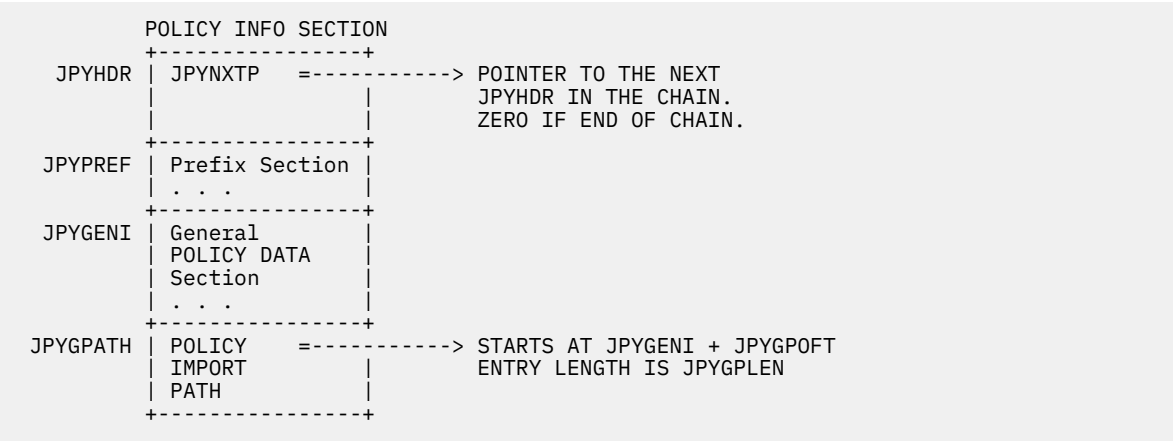 POLICY INFO SECTION
+----------------+
JPYHDR | JPYNXTP =-----------> POINTER TO THE NEXT
| | JPYHDR IN THE CHAIN.
| | ZERO IF END OF CHAIN.
+----------------+
JPYPREF | Prefix Section |
| . . . |
+----------------+
JPYGENI | General |
| POLICY DATA |
| Section |
| . . . |
+----------------+
JPYGPATH | POLICY =-----------> STARTS AT JPYGENI + JPYGPOFT
| IMPORT | ENTRY LENGTH IS JPYGPLEN
| PATH |
+----------------+